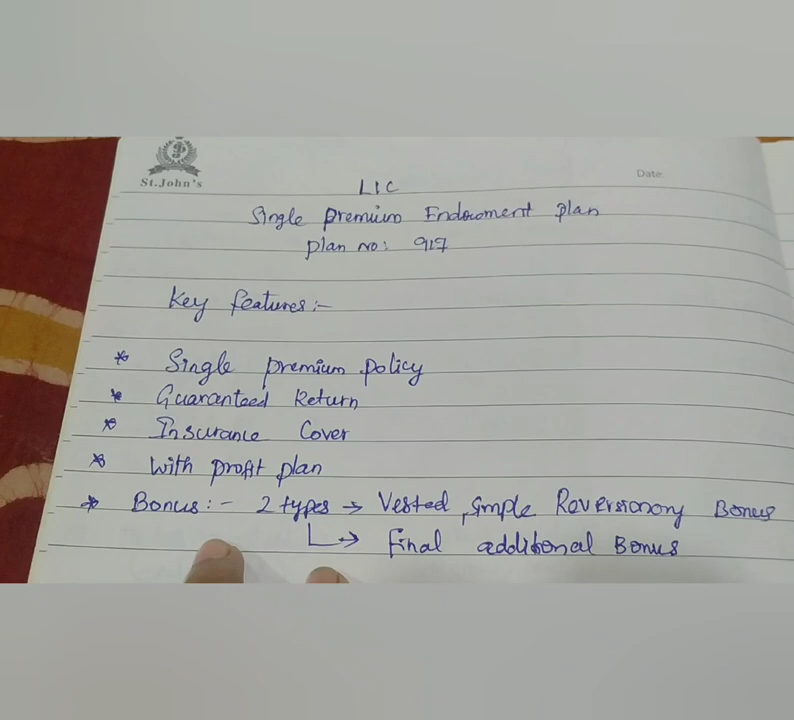 St.John's
Date:
LIC
Single Premium Endowment Plan
Plan no: 917
Key features:-
* Single premium policy
* Guaranteed Return
* Insurance Cover
* With profit plan
* Bonus:- 2 types → Vested, Simple Reversionory Bonus
→ final additional Bonus